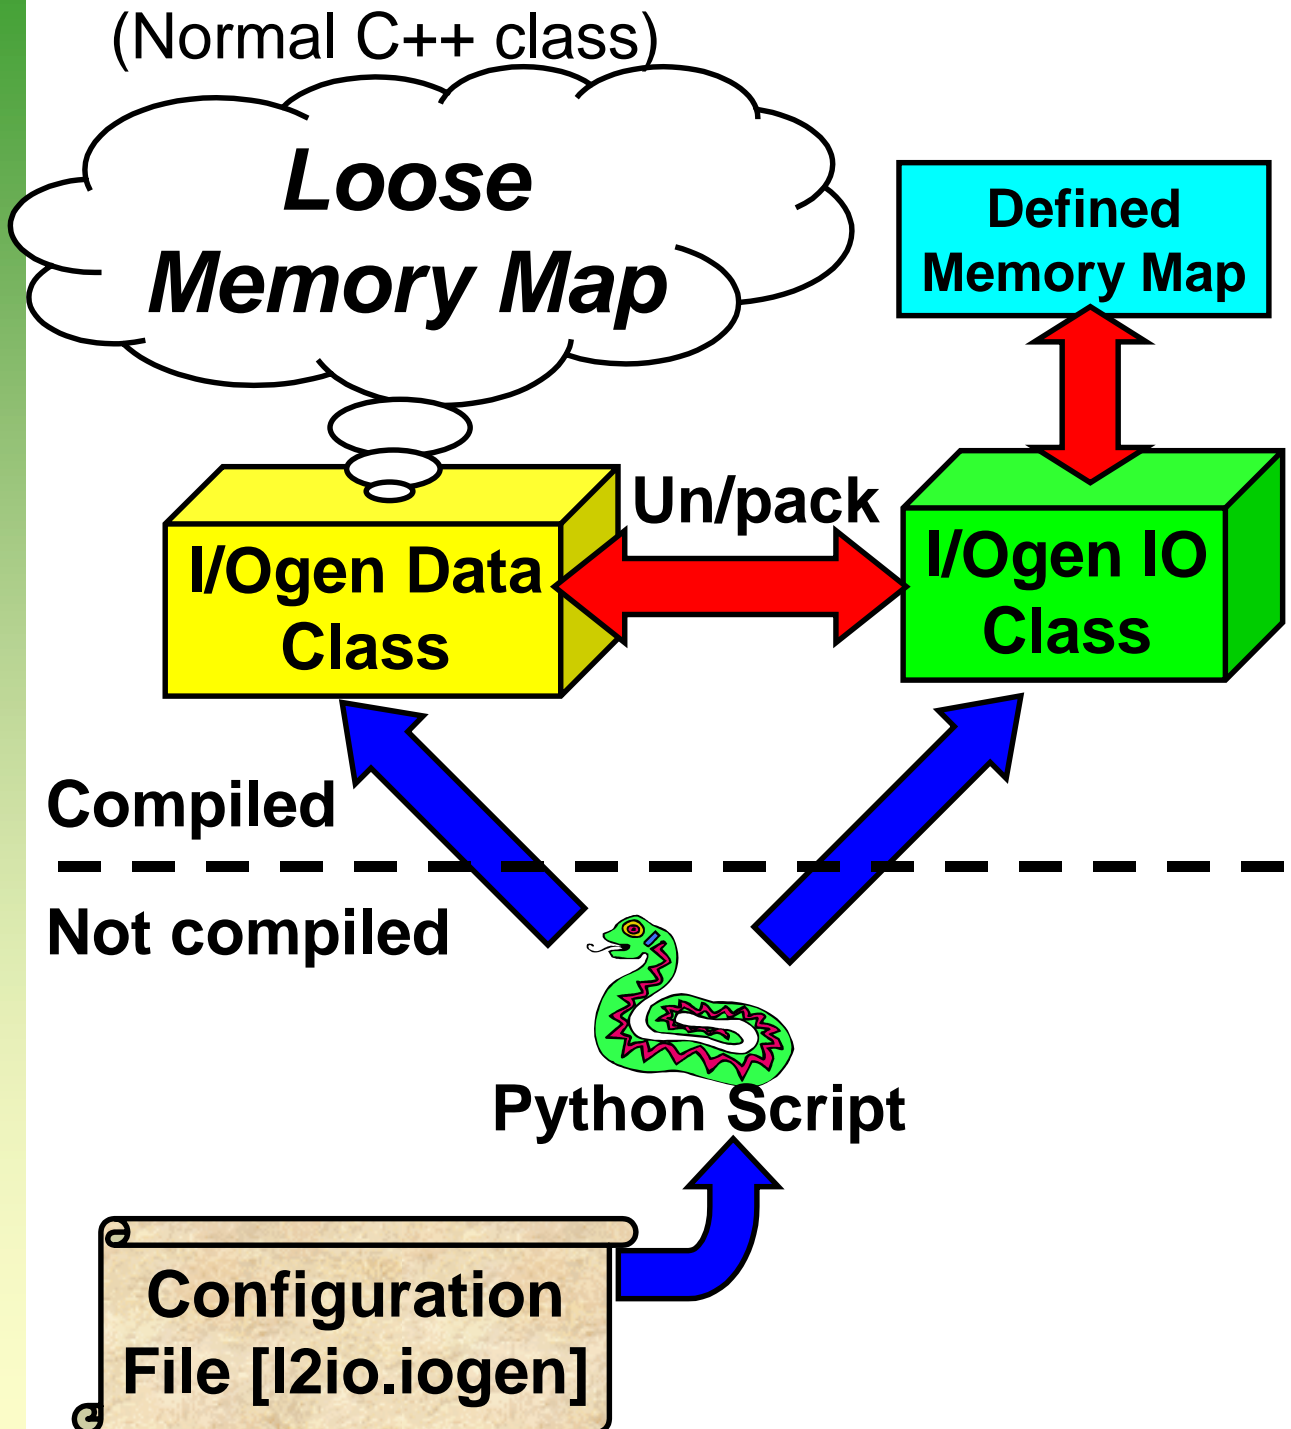 (Normal C++ class)
Loose
Memory Map
Defined
Memory Map
Un/pack
I/Ogen Data
Class
I/Ogen IO
Class
Compiled
Not compiled
Python Script
Configuration
File [l2io.iogen]